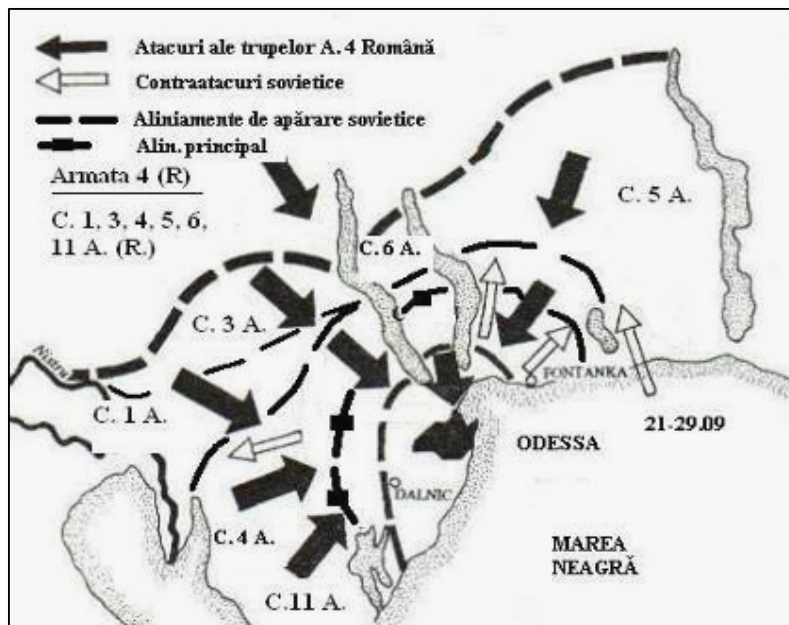 Atacuri ale trupelor A. 4 Română
Contraatacuri sovietice
Aliniamente de apărare sovietice
Alin. principal
Armata 4 (R)
C. 1, 3, 4, 5, 6,
11 A. (R.)
C. 5 A.
C. 6 A.
C. 3 A.
Nistru
C. 1 A.
FONTANKA
21-29.09
ODESSA
DALNIC
C. 4 A.
MAREA
NEAGRĂ
C.11 A.